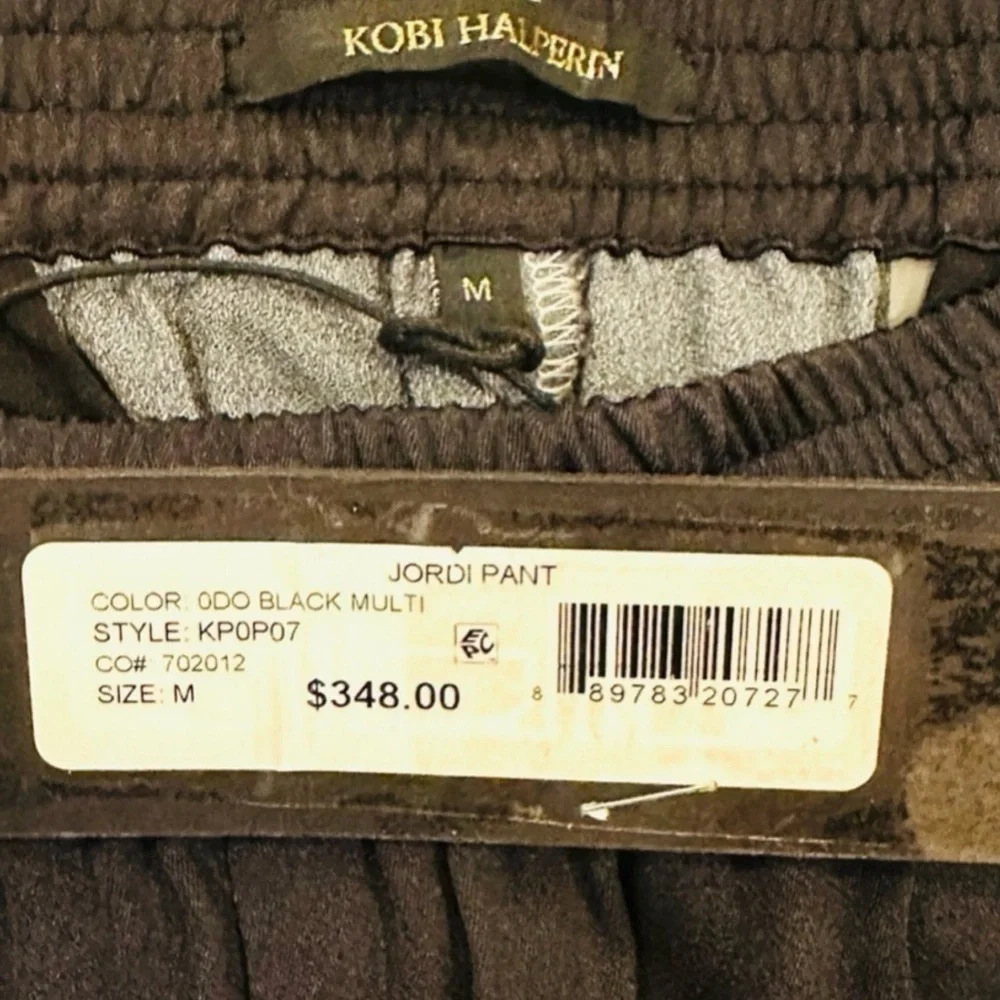 KOBI HALPERIN
M
JORDI PANT
COLOR: 0DO BLACK MULTI
STYLE: KP0P07
EPC
CO# 702012
SIZE: M
$348.00
8 89783 20727 7